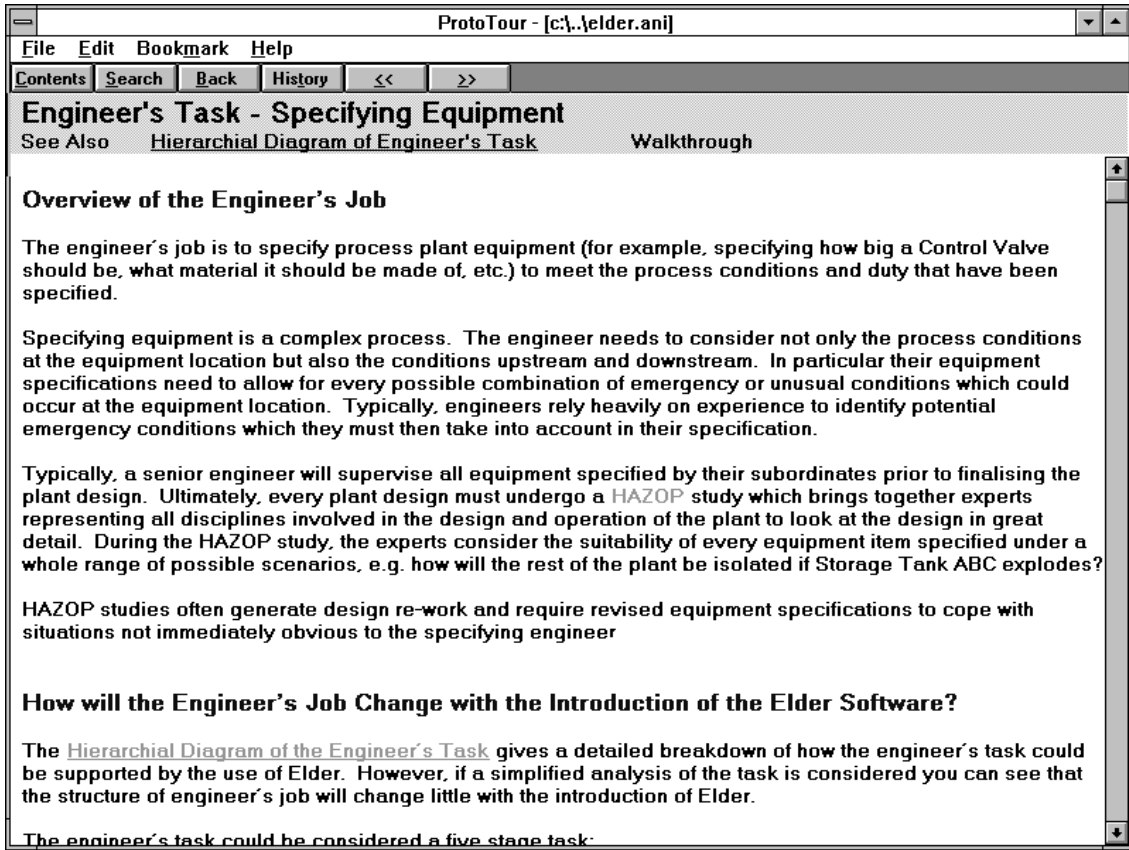 ProtoTour - [c:\..\elder.ani]
File Edit Bookmark Help
Contents Search Back History << >>
Engineer's Task - Specifying Equipment
See Also Hierarchial Diagram of Engineer's Task Walkthrough
Overview of the Engineer's Job
The engineer´s job is to specify process plant equipment (for example, specifying how big a Control Valve
should be, what material it should be made of, etc.) to meet the process conditions and duty that have been
specified.
Specifying equipment is a complex process. The engineer needs to consider not only the process conditions
at the equipment location but also the conditions upstream and downstream. In particular their equipment
specifications need to allow for every possible combination of emergency or unusual conditions which could
occur at the equipment location. Typically, engineers rely heavily on experience to identify potential
emergency conditions which they must then take into account in their specification.
Typically, a senior engineer will supervise all equipment specified by their subordinates prior to finalising the
plant design. Ultimately, every plant design must undergo a HAZOP study which brings together experts
representing all disciplines involved in the design and operation of the plant to look at the design in great
detail. During the HAZOP study, the experts consider the suitability of every equipment item specified under a
whole range of possible scenarios, e.g. how will the rest of the plant be isolated if Storage Tank ABC explodes?
HAZOP studies often generate design re-work and require revised equipment specifications to cope with
situations not immediately obvious to the specifying engineer
How will the Engineer's Job Change with the Introduction of the Elder Software?
The Hierarchial Diagram of the Engineer´s Task gives a detailed breakdown of how the engineer´s task could
be supported by the use of Elder. However, if a simplified analysis of the task is considered you can see that
the structure of engineer´s job will change little with the introduction of Elder.
The engineer´s task could be considered a five stage task: